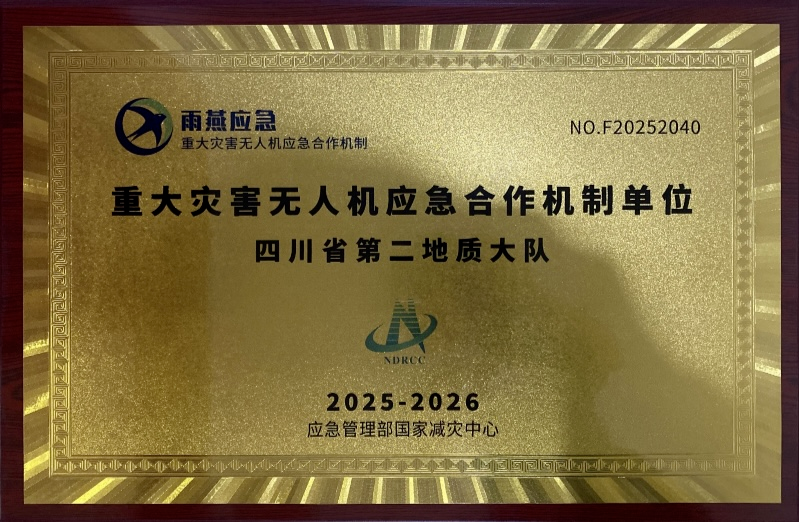 雨燕应急
重大灾害无人机应急合作机制
NO.F20252040
重大灾害无人机应急合作机制单位
四川省第二地质大队
NDRCC
2025-2026
应急管理部国家减灾中心